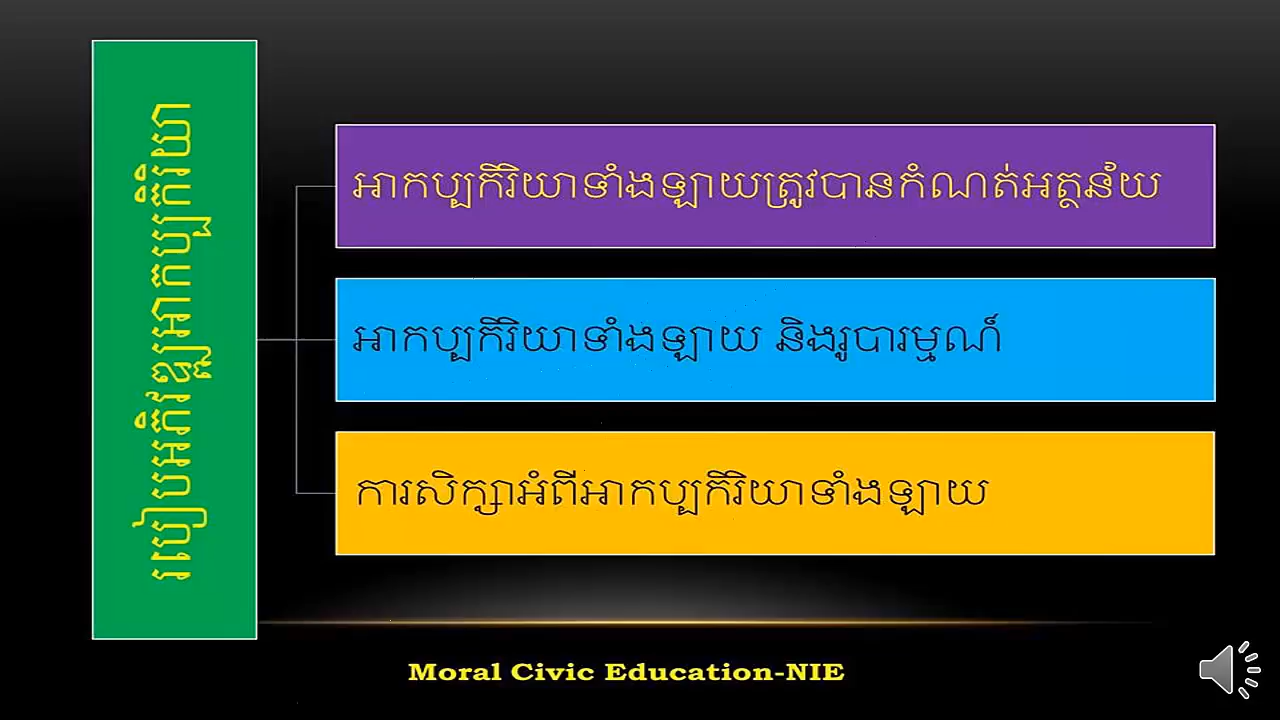 របៀបអភិវឌ្ឍអាកប្បកិរិយា
អាកប្បកិរិយាទាំងឡាយត្រូវបានកំណត់អត្ថន័យ
អាកប្បកិរិយាទាំងឡាយ និងរូបារម្មណ៍
ការសិក្សាអំពីអាកប្បកិរិយាទាំងឡាយ
Moral Civic Education-NIE